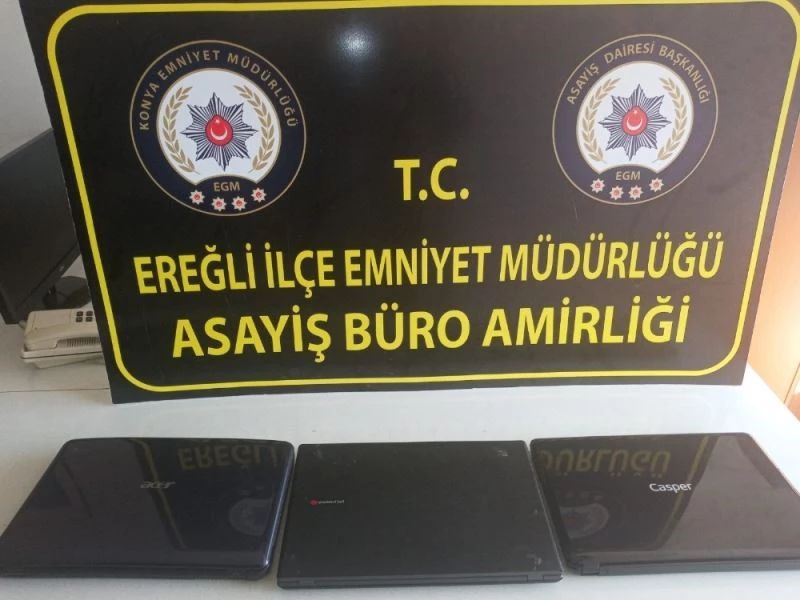 KONYA EMNİYET MÜDÜRLÜĞÜ
EGM
ASAYİŞ DAİRESİ BAŞKANLIĞI
EGM
T.C.
EREĞLİ İLÇE EMNİYET MÜDÜRLÜĞÜ
ASAYİŞ BÜRO AMİRLİĞİ
acer
Casper